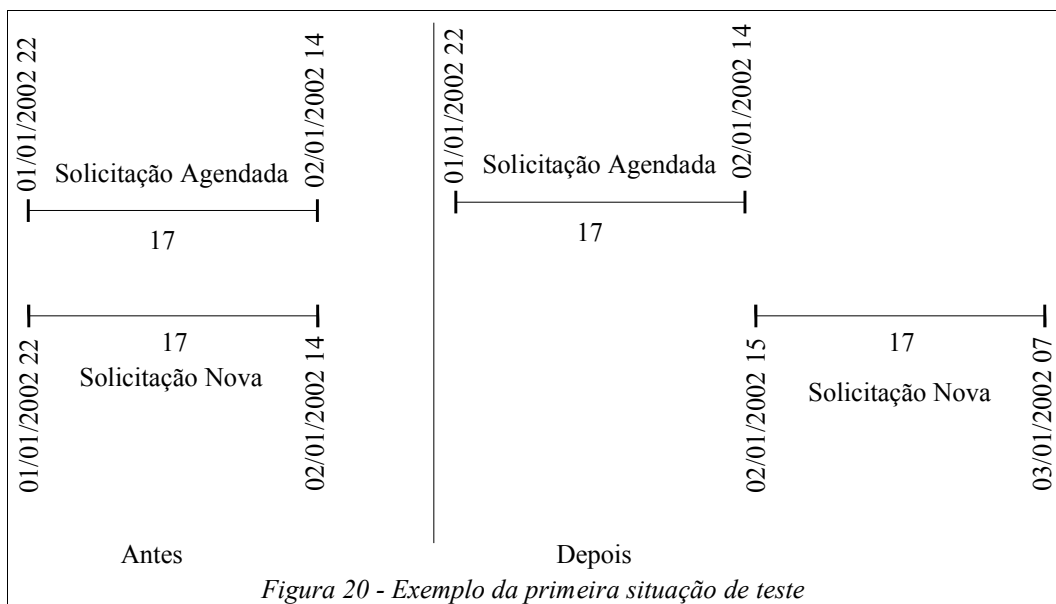 01/01/2002 22
02/01/2002 14
Solicitação Agendada
17
17
Solicitação Nova
01/01/2002 22
02/01/2002 14
Antes
01/01/2002 22
02/01/2002 14
Solicitação Agendada
17
17
Solicitação Nova
02/01/2002 15
03/01/2002 07
Depois
Figura 20 - Exemplo da primeira situação de teste